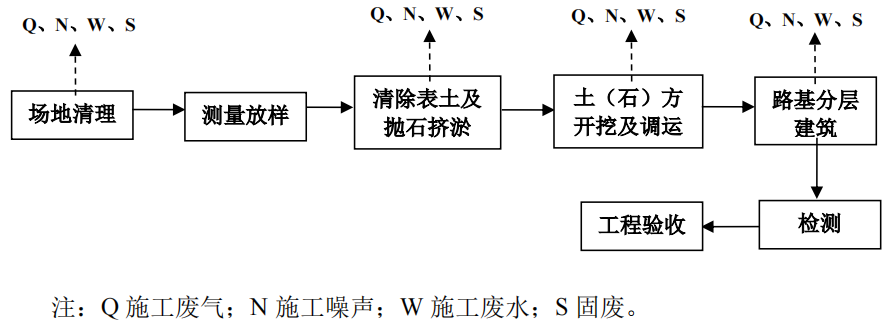 Q、N、W、S
Q、N、W、S
Q、N、W、S
Q、N、W、S
场地清理
测量放样
清除表土及
抛石挤淤
土（石）方
开挖及调运
路基分层
建筑
检测
工程验收
注：Q 施工废气；N 施工噪声；W 施工废水；S 固废。